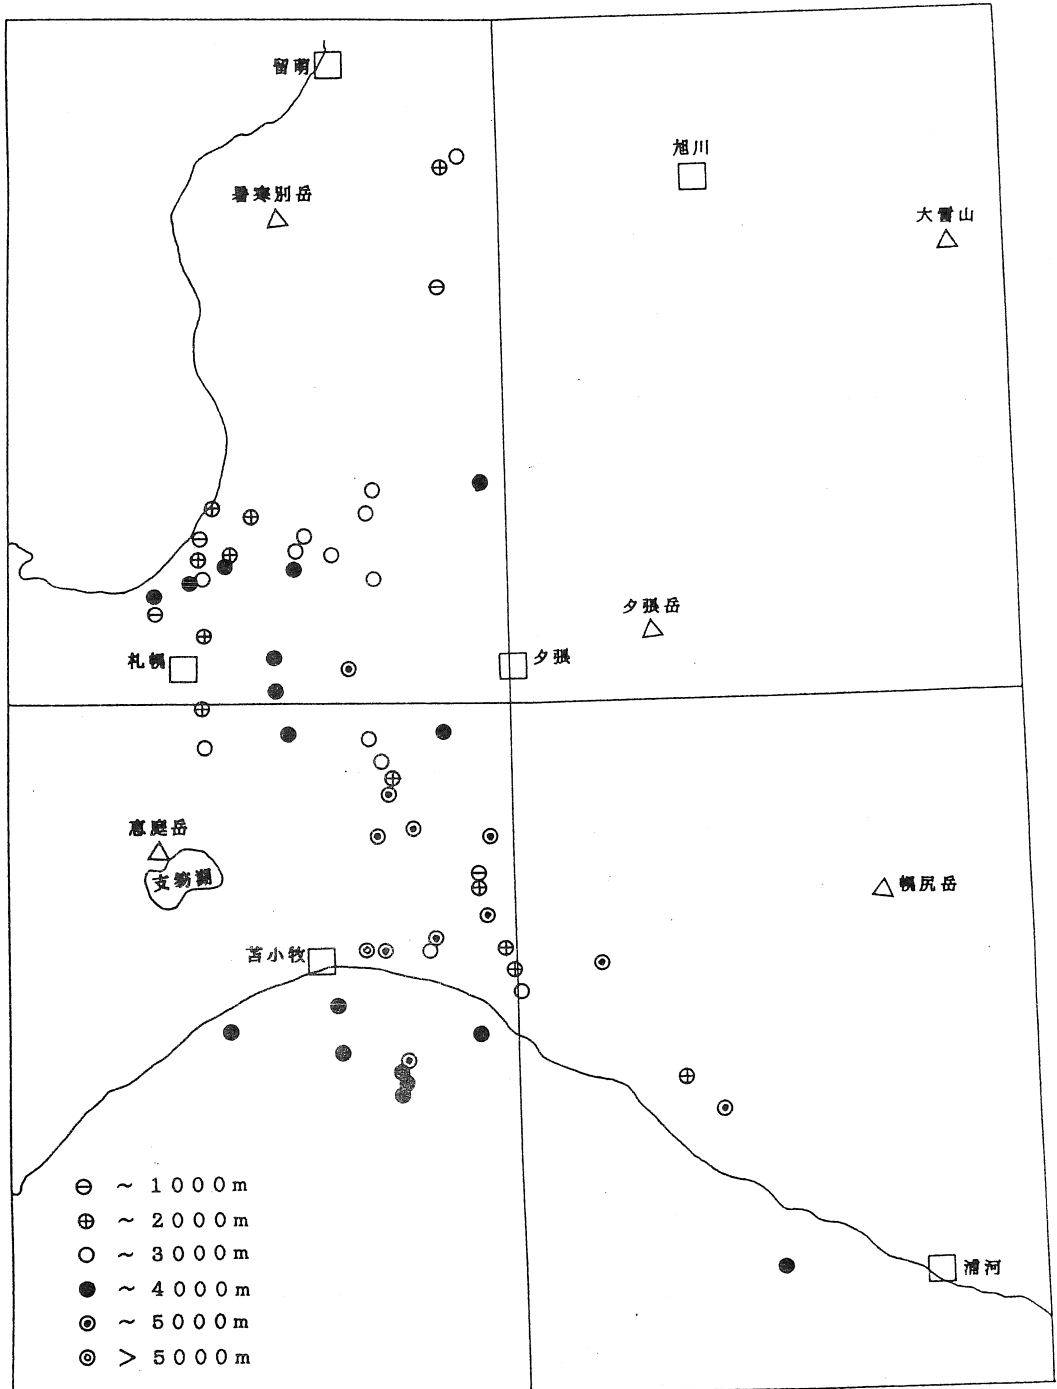 留萌
旭川
暑寒別岳
大雪山
夕張岳
札幌
夕張
恵庭岳
支笏湖
幌尻岳
苫小牧
~1000m
~2000m
~3000m
~4000m
浦河
~5000m
>5000m